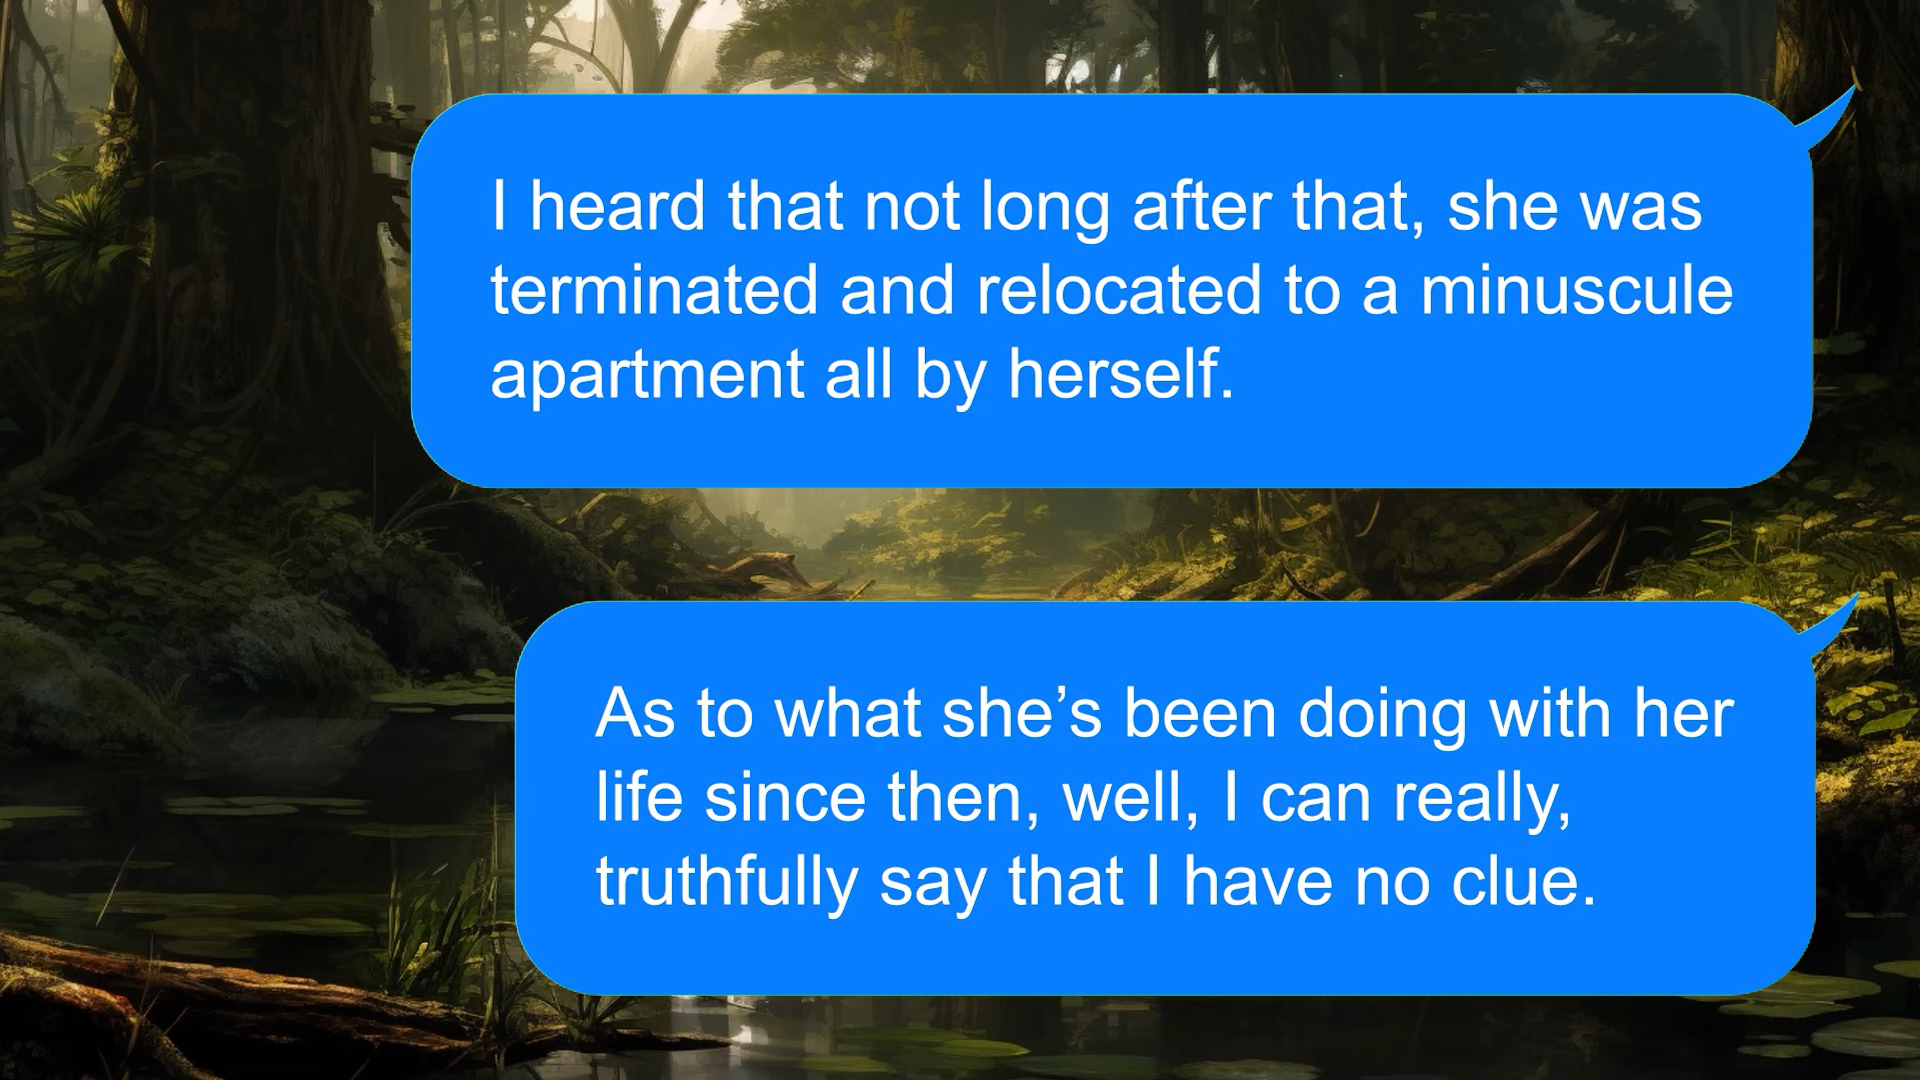 I heard that not long after that, she was
terminated and relocated to a minuscule
apartment all by herself.
As to what she’s been doing with her
life since then, well, I can really,
truthfully say that I have no clue.